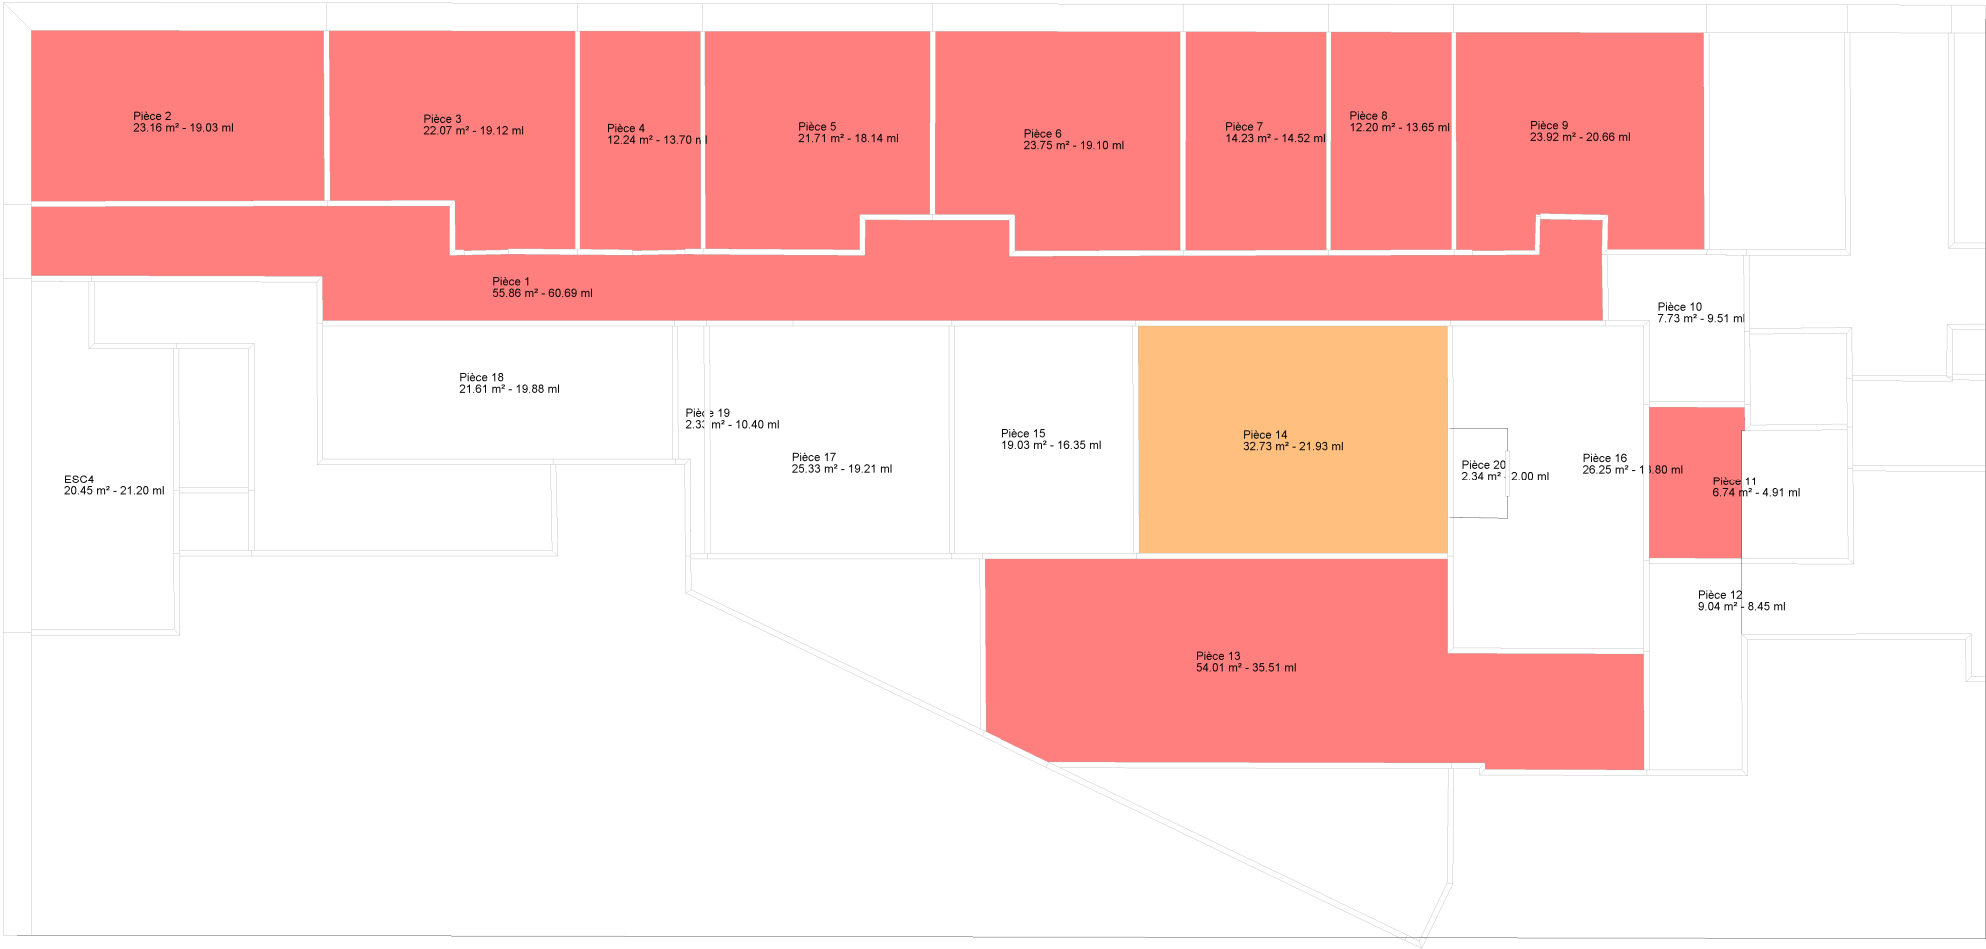 Pièce 2
23.16 m² - 19.03 ml
Pièce 3
22.07 m² - 19.12 ml
Pièce 4
12.24 m² - 13.70 ml
Pièce 5
21.71 m² - 18.14 ml
Pièce 6
23.75 m² - 19.10 ml
Pièce 7
14.23 m² - 14.52 ml
Pièce 8
12.20 m² - 13.65 ml
Pièce 9
23.92 m² - 20.66 ml
Pièce 1
55.86 m² - 60.69 ml
Pièce 10
7.73 m² - 9.51 ml
Pièce 18
21.61 m² - 19.88 ml
Pièce 19
2.33 m² - 10.40 ml
Pièce 17
25.33 m² - 19.21 ml
Pièce 15
19.03 m² - 16.35 ml
Pièce 14
32.73 m² - 21.93 ml
Pièce 20
2.34 m² - 2.00 ml
Pièce 16
26.25 m² -
Pièce 11
6.74 m² - 4.91 ml
ESC4
20.45 m² - 21.20 ml
Pièce 12
9.04 m² - 8.45 ml
Pièce 13
54.01 m² - 35.51 ml